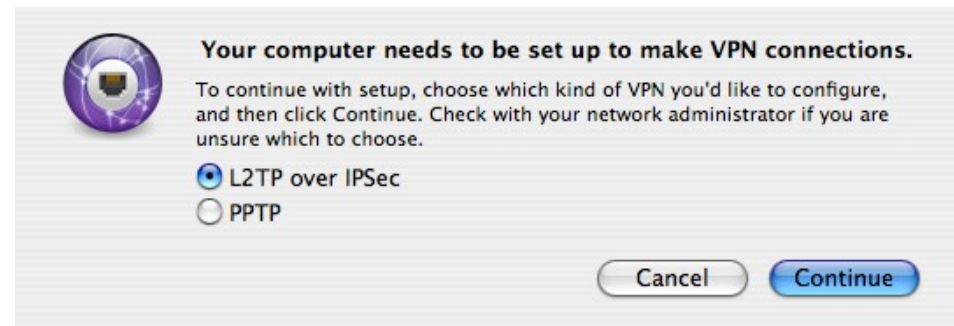 Your computer needs to be set up to make VPN connections.
To continue with setup, choose which kind of VPN you'd like to configure,
and then click Continue. Check with your network administrator if you are
unsure which to choose.
L2TP over IPSec
PPTP
Cancel Continue